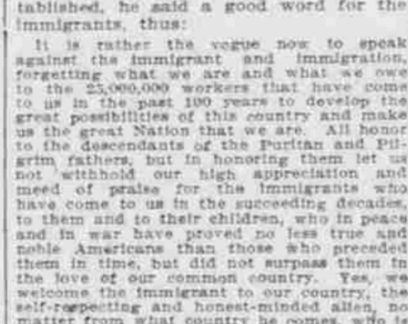 tablished, he said a good word for the
immigrants, thus:
It is rather the vogue now to speak
against the immigrant and immigration,
forgetting what we are and what we owe
to the 25,000,000 workers that have come
to us in the past 100 years to develop the
great possibilities of this country and make
us the great Nation that we are. All honor
to the descendants of the Puritan and Pil-
grim fathers, but in honoring them let us
not withhold our high appreciation and
meed of praise for the immigrants who
have come to us in the succeeding decades,
to them and to their children, who in peace
and in war have proved no less true and
noble Americans than those who preceded
them in time, but did not surpass them in
the love of our common country. Yes, we
welcome the immigrant to our country, the
self-respecting and honest-minded alien, no
matter from what country he comes, who is